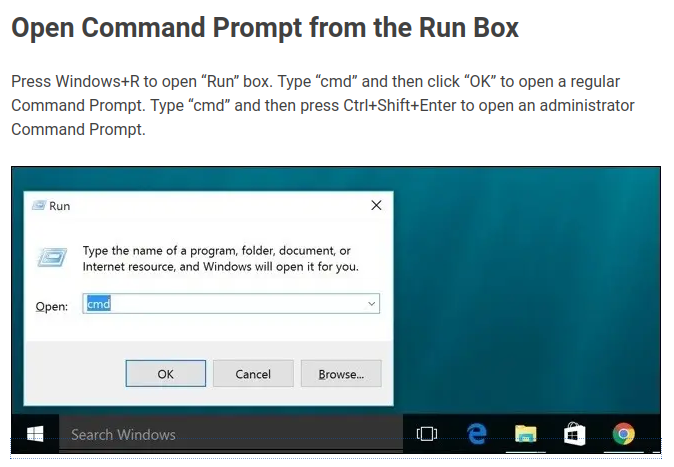 Open Command Prompt from the Run Box
Press Windows+R to open “Run” box. Type “cmd” and then click “OK” to open a regular
Command Prompt. Type “cmd” and then press Ctrl+Shift+Enter to open an administrator
Command Prompt.
Run
Type the name of a program, folder, document, or
Internet resource, and Windows will open it for you.
Open: cmd
OK Cancel Browse...
Search Windows